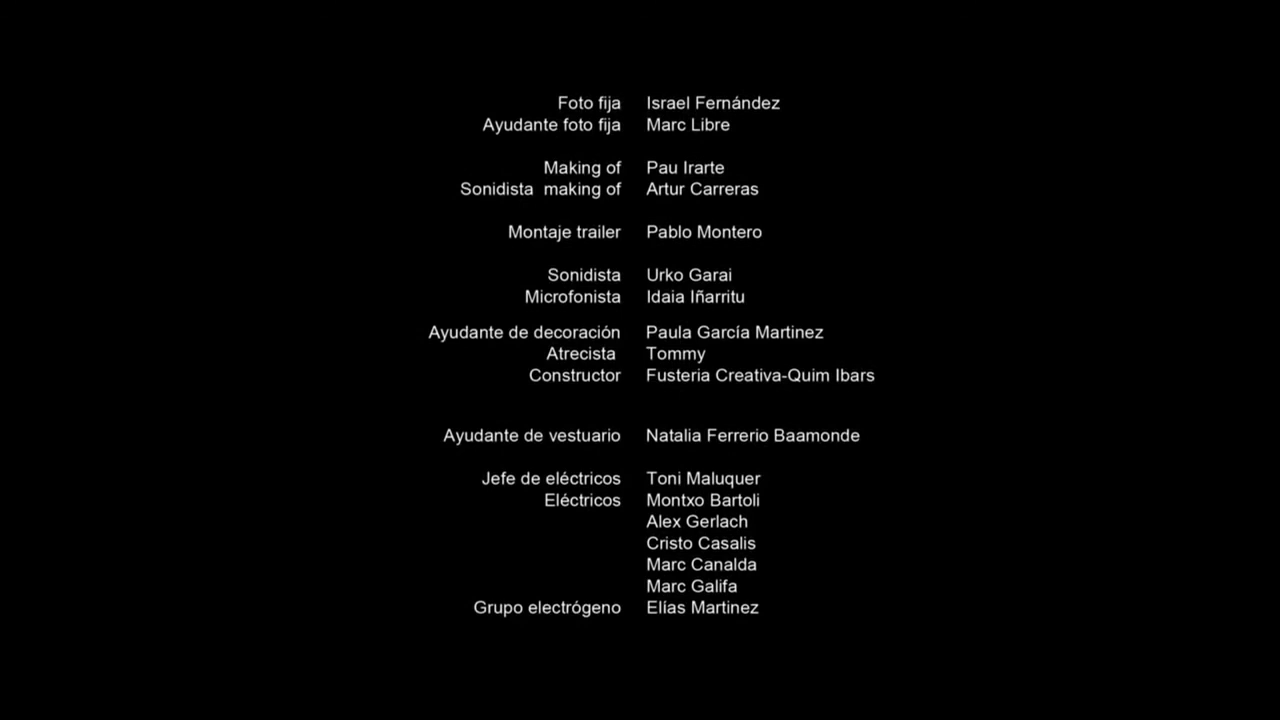 Foto fija Israel Fernández
Ayudante foto fija Marc Libre
Making of Pau Irarte
Sonidista making of Artur Carreras
Montaje trailer Pablo Montero
Sonidista Urko Garai
Microfonista Idaia Iñarritu
Ayudante de decoración Paula García Martinez
Atrecista Tommy
Constructor Fusteria Creativa-Quim Ibars
Ayudante de vestuario Natalia Ferrerio Baamonde
Jefe de eléctricos Toni Maluquer
Eléctricos Montxo Bartoli
Alex Gerlach
Cristo Casalis
Marc Canalda
Marc Galifa
Grupo electrógeno Elías Martinez